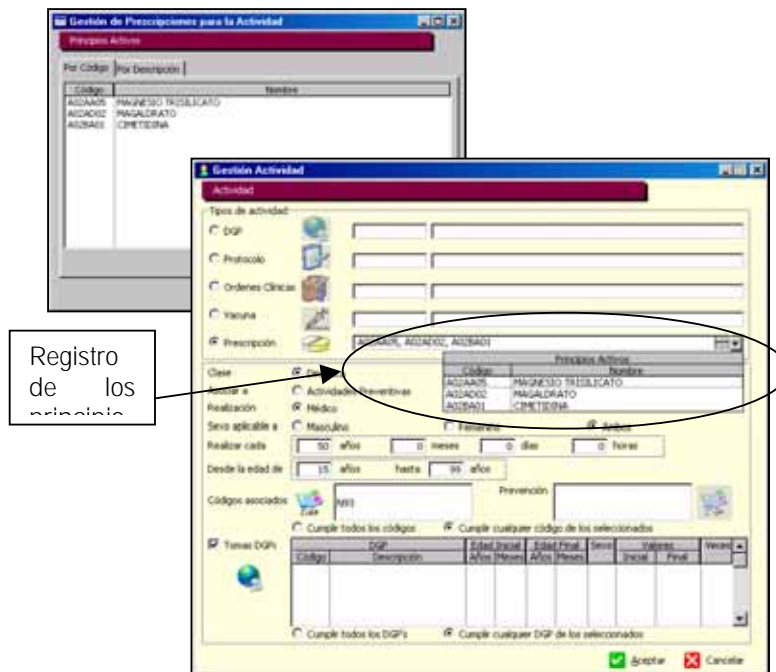 Gestión de Prescripciones para la Actividad
Principios Activos
Por Código Por Descripción
Código Nombre
A02AA05 MAGNESIO TRISILICATO
A02AD02 MAGALDRATO
A02BA01 CIMETIDINA
Gestión Actividad
Actividad
Tipos de actividad
DGP
Protocolo
Ordenes Clínicas
Vacuna
Prescripción A02AA05, A02AD02, A02BA01
Principios Activos
Código Nombre
A02AA05 MAGNESIO TRISILICATO
A02AD02 MAGALDRATO
A02BA01 CIMETIDINA
Registro
de los
Clase
Asociar a Actividades Preventivas
Realización Médico
Sexo aplicable a Masculino Femenino Ambos
Realizar cada 50 años 0 meses 0 días 0 horas
Desde la edad de 15 años hasta 99 años
Códigos asociados N93 Prevención
Cumplir todos los códigos Cumplir cualquier código de los seleccionados
Tomas DGPs
DGP Edad Inicial Edad Final Sexo Valores Veces
Código Descripción Años Meses Años Meses Inicial Final
Cumplir todos los DGP's Cumplir cualquier DGP de los seleccionados
Aceptar Cancelar